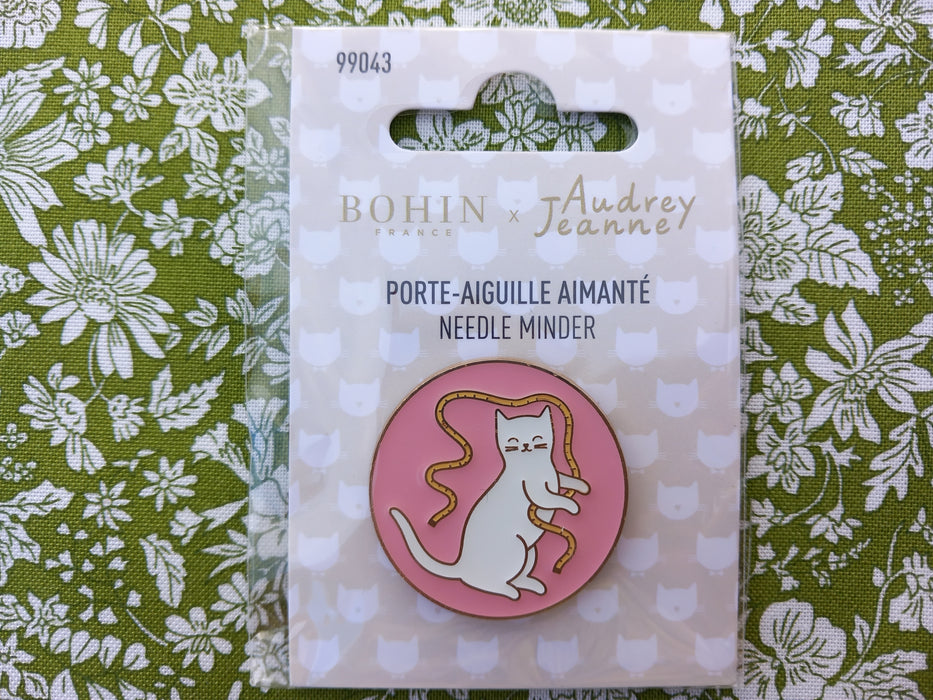 99043
BOHIN x Audrey Jeanne
FRANCE
PORTE-AIGUILLE AIMANTÉ
NEEDLE MINDER